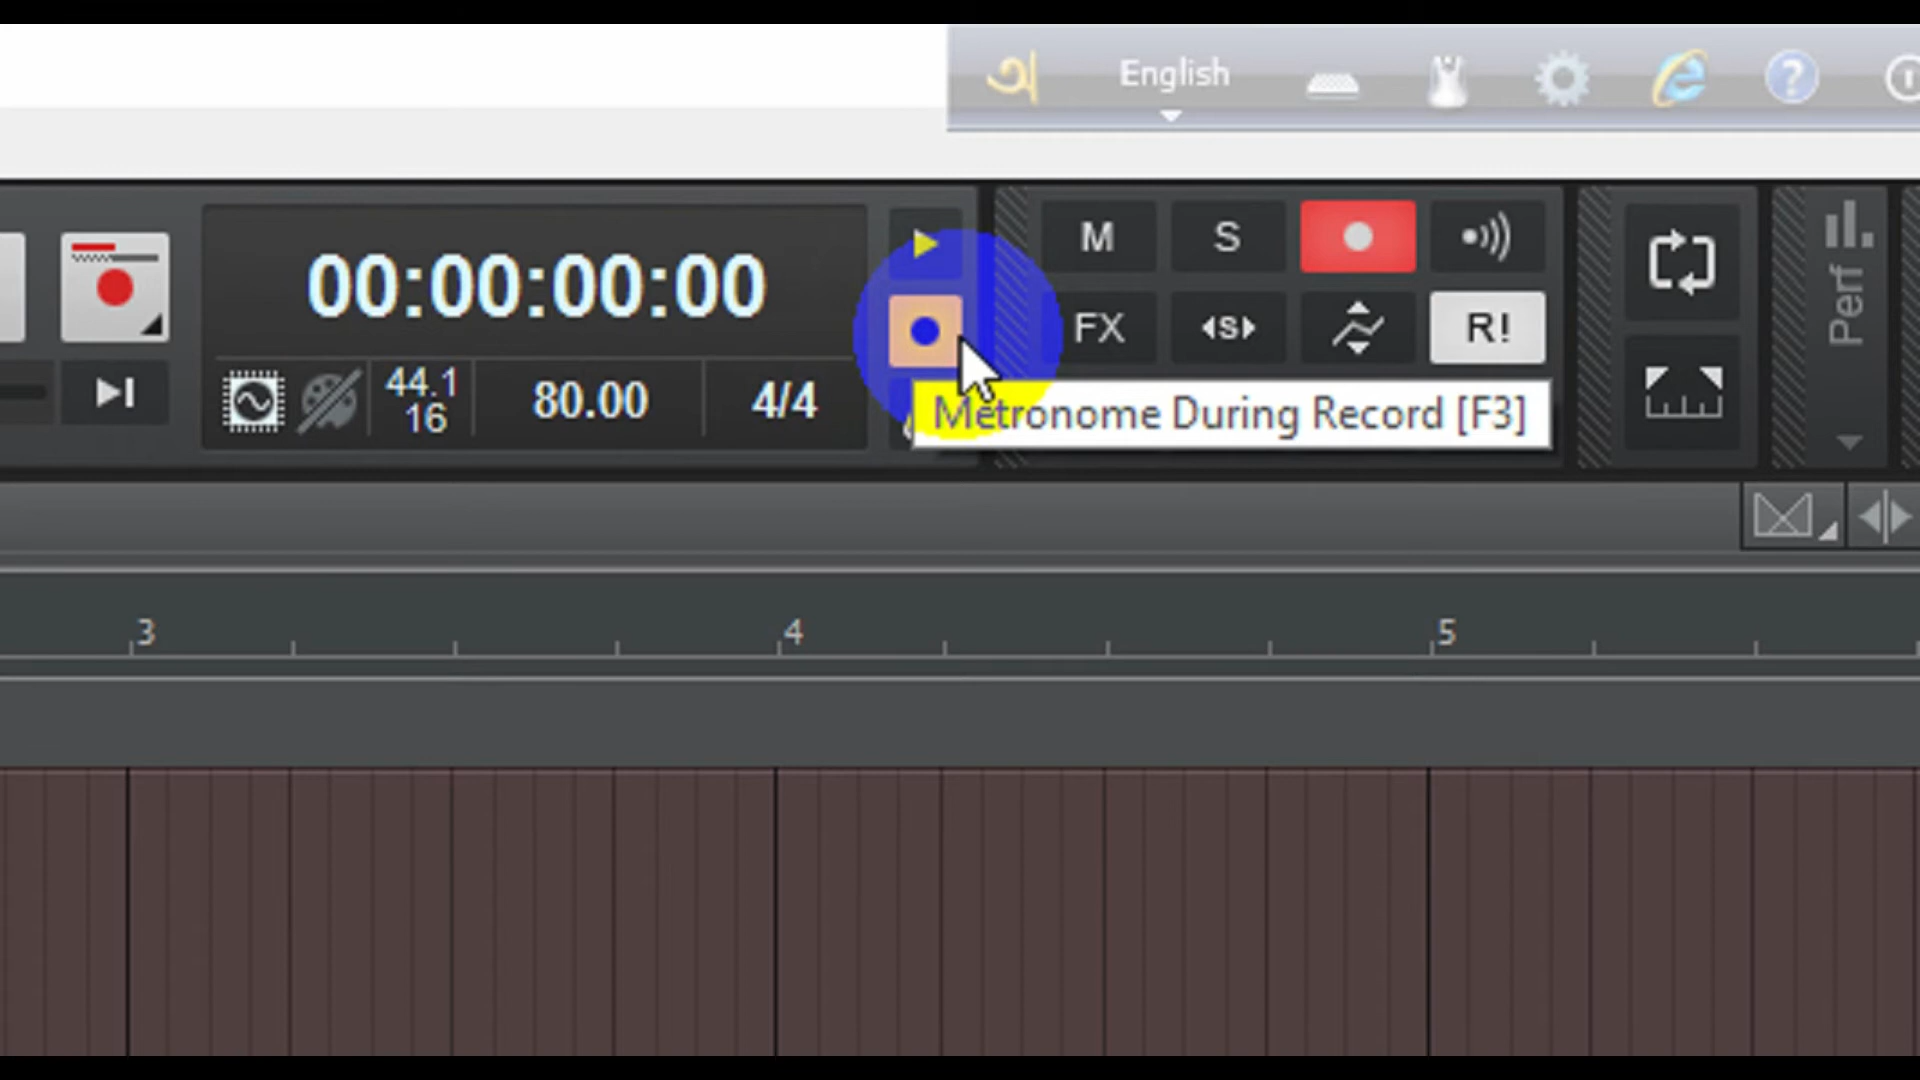 অ English
00:00:00:00
M S
FX S R!
44.1
16
80.00 4/4
Metronome During Record [F3]
Perf
3 4 5